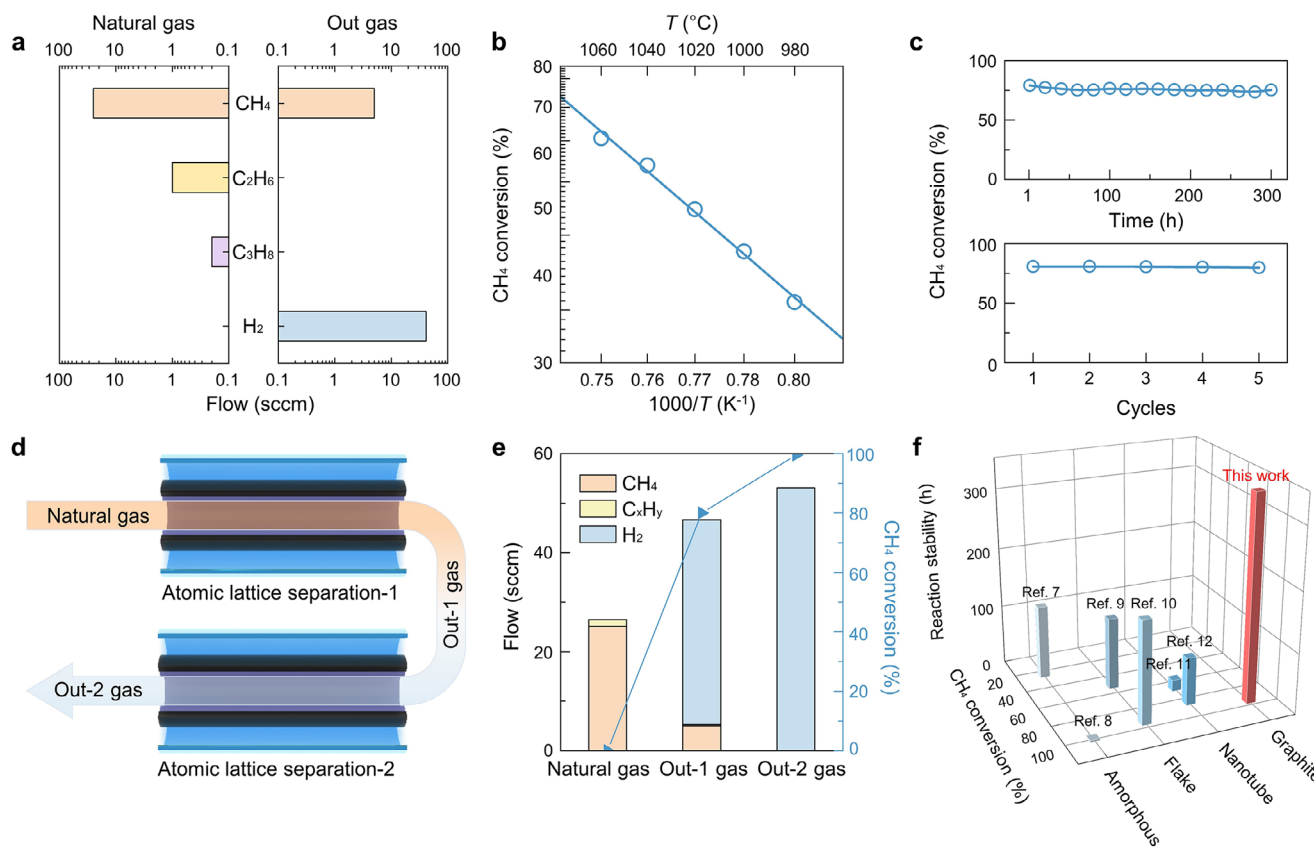 a
Natural gas
Out gas
100
10
1
0.1
0.1
1
10
100
CH₄
C₂H₆
C₃H₈
H₂
100
10
1
0.1
0.1
1
10
100
Flow (sccm)
b
T (°C)
1060
1040
1020
1000
980
CH₄ conversion (%)
80
70
60
50
40
30
0.75
0.76
0.77
0.78
0.80
1000/T (K⁻¹)
c
CH₄ conversion (%)
100
50
0
1
100
200
300
Time (h)
100
50
0
1
2
3
4
5
Cycles
d
Natural gas
Atomic lattice separation-1
Out-1 gas
Out-2 gas
Atomic lattice separation-2
e
Flow (sccm)
60
40
20
0
CH₄
CₓHᵧ
H₂
100
80
60
40
20
0
CH₄ conversion (%)
Natural gas
Out-1 gas
Out-2 gas
f
Reaction stability (h)
300
200
100
0
This work
Ref. 7
Ref. 9
Ref. 10
Ref. 12
Ref. 11
Ref. 8
20
40
60
80
100
CH₄ conversion (%)
Amorphous
Flake
Nanotube
Graphite